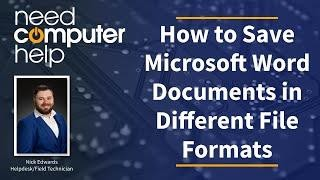 need
computer
help
Nick Edwards
Helpdesk/Field Technician
How to Save
Microsoft Word
Documents in
Different File
Formats